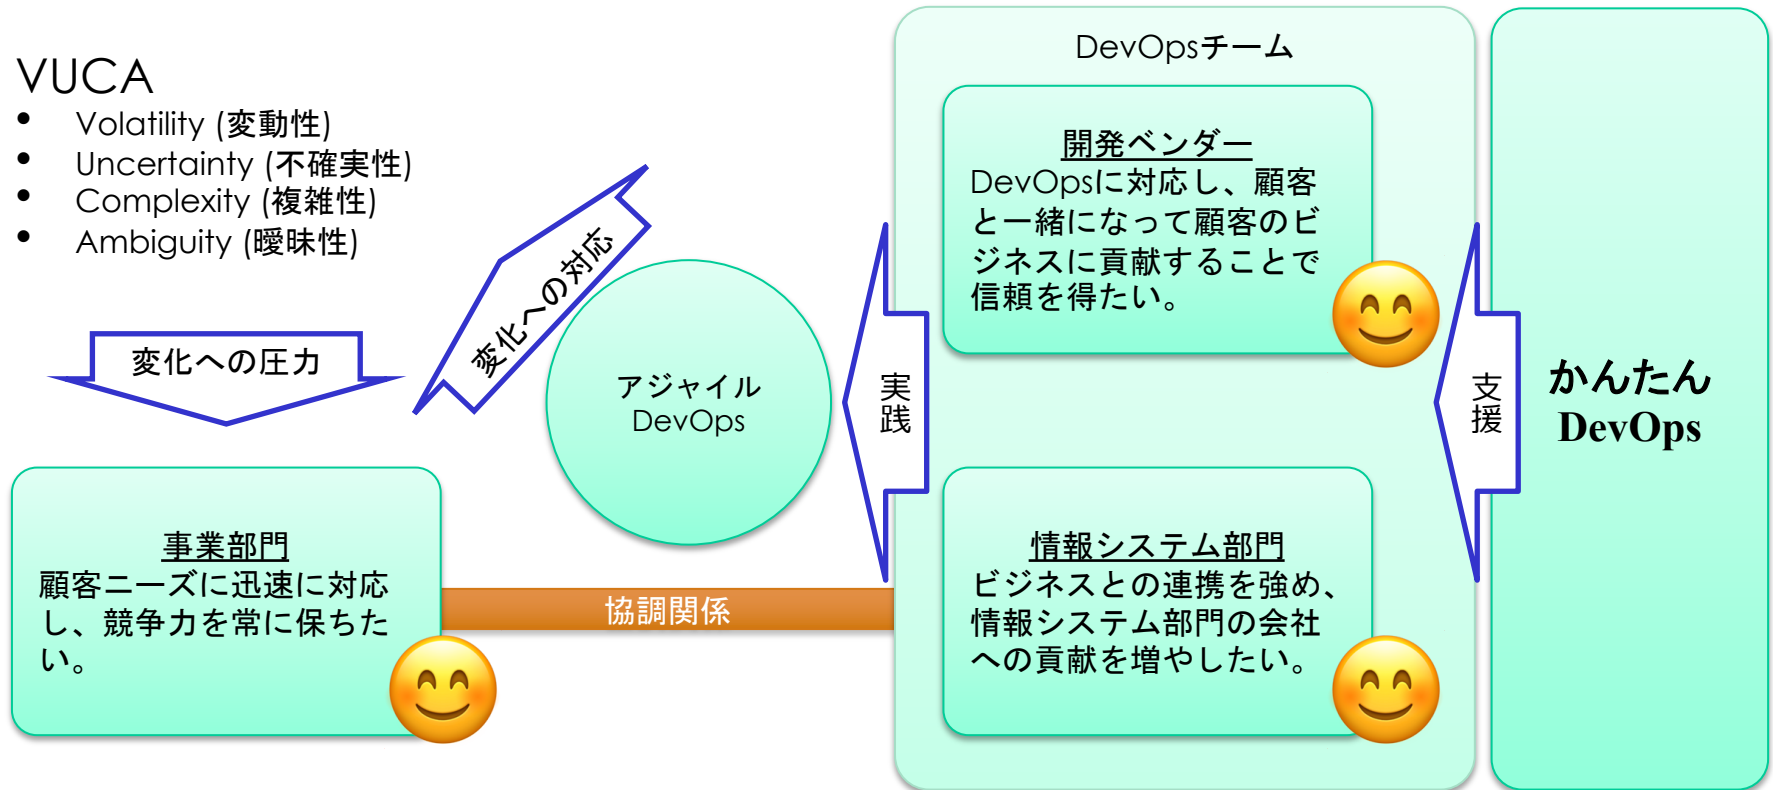 VUCA
• Volatility (変動性)
• Uncertainty (不確実性)
• Complexity (複雑性)
• Ambiguity (曖昧性)
変化への圧力
変化への対応
事業部門
顧客ニーズに迅速に対応
し、競争力を常に保ちた
い。
アジャイル
DevOps
協調関係
実践
DevOpsチーム
開発ベンダー
DevOpsに対応し、顧客
と一緒になって顧客のビ
ジネスに貢献することで
信頼を得たい。
情報システム部門
ビジネスとの連携を強め、
情報システム部門の会社
への貢献を増やしたい。
支援
かんたん
DevOps